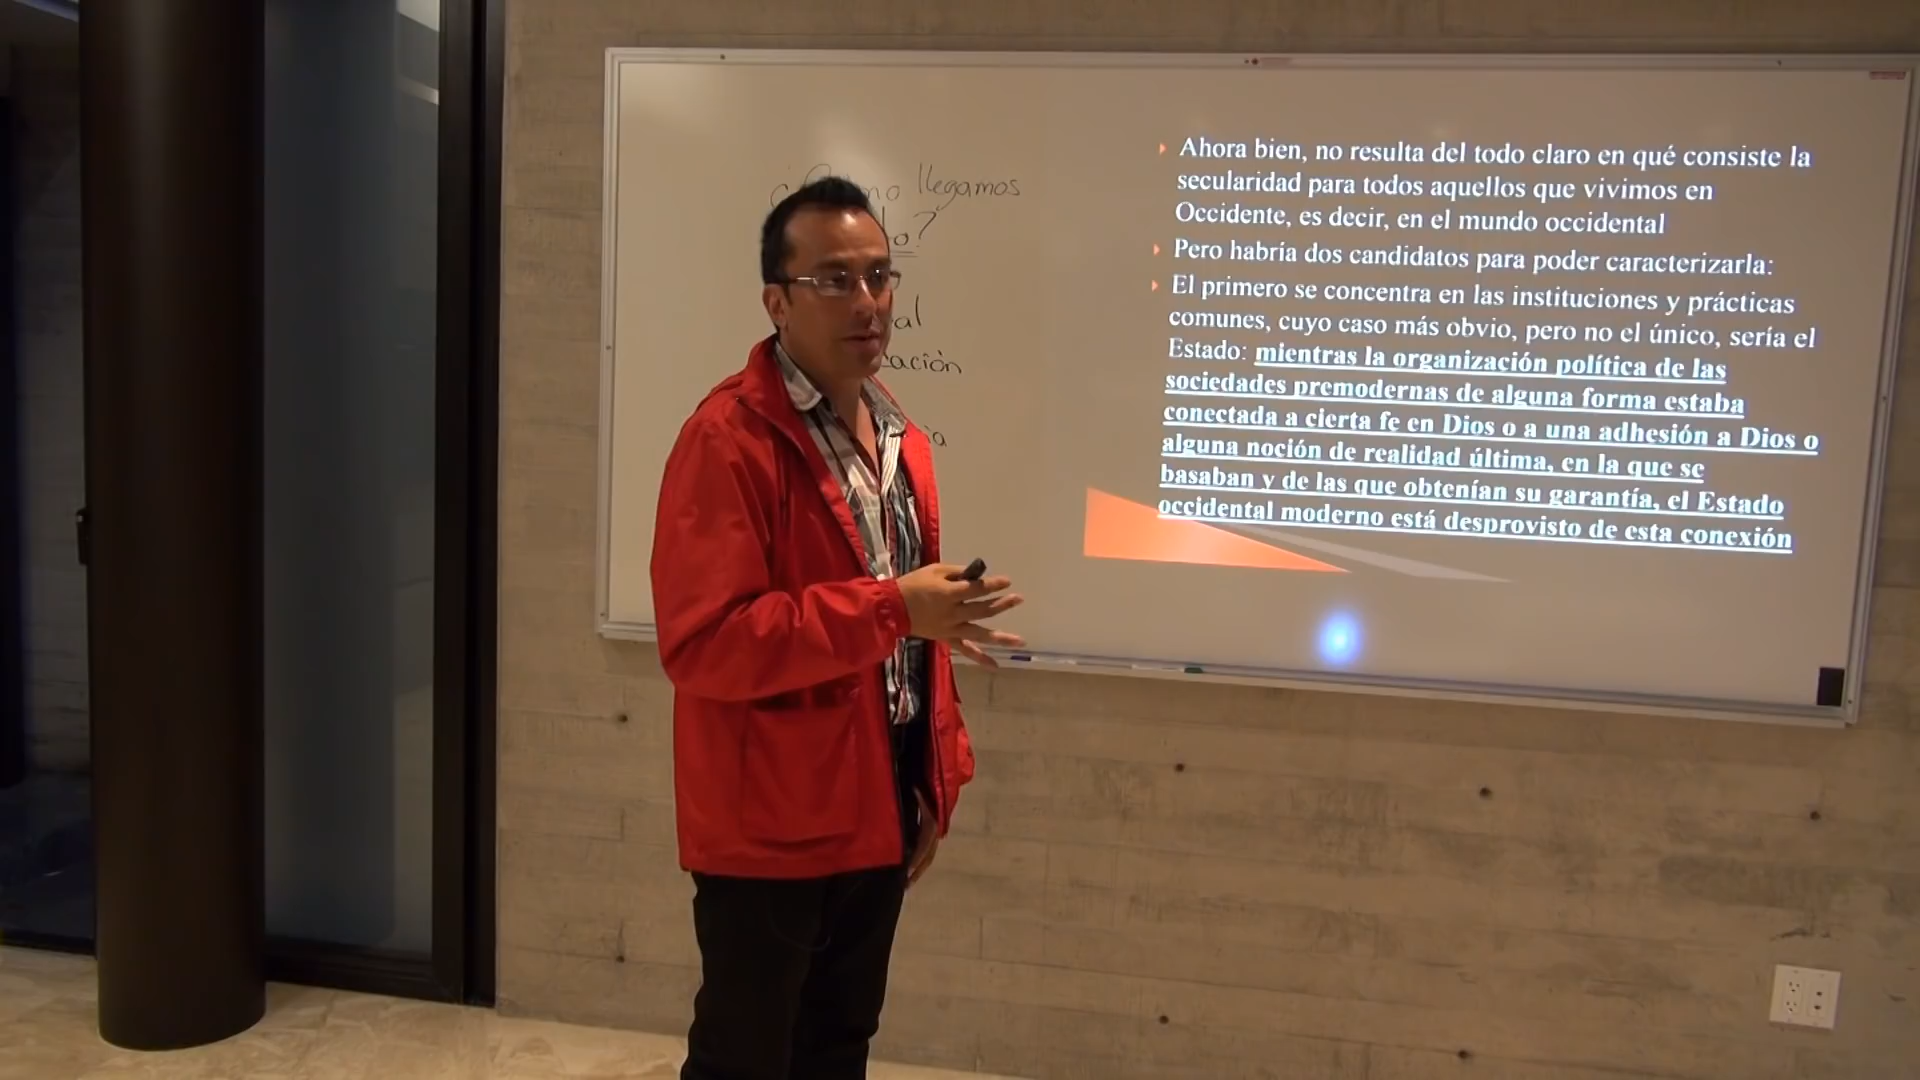 llegamos
Ahora bien, no resulta del todo claro en qué consiste la
secularidad para todos aquellos que vivimos en
Occidente, es decir, en el mundo occidental
Pero habría dos candidatos para poder caracterizarla:
El primero se concentra en las instituciones y prácticas
comunes, cuyo caso más obvio, pero no el único, sería el
Estado: mientras la organización política de las
sociedades premodernas de alguna forma estaba
conectada a cierta fe en Dios o a una adhesión a Dios o
alguna noción de realidad última, en la que se
basaban y de las que obtenían su garantía, el Estado
occidental moderno está desprovisto de esta conexión